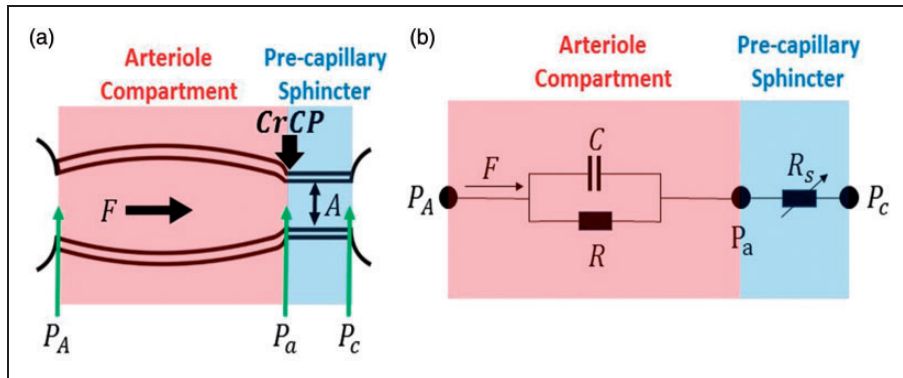 (a)
Arteriole
Compartment
Pre-capillary
Sphincter
CrCP
F
A
P_A
P_a
P_c
(b)
Arteriole
Compartment
Pre-capillary
Sphincter
C
F
R_s
P_A
P_a
P_c
R